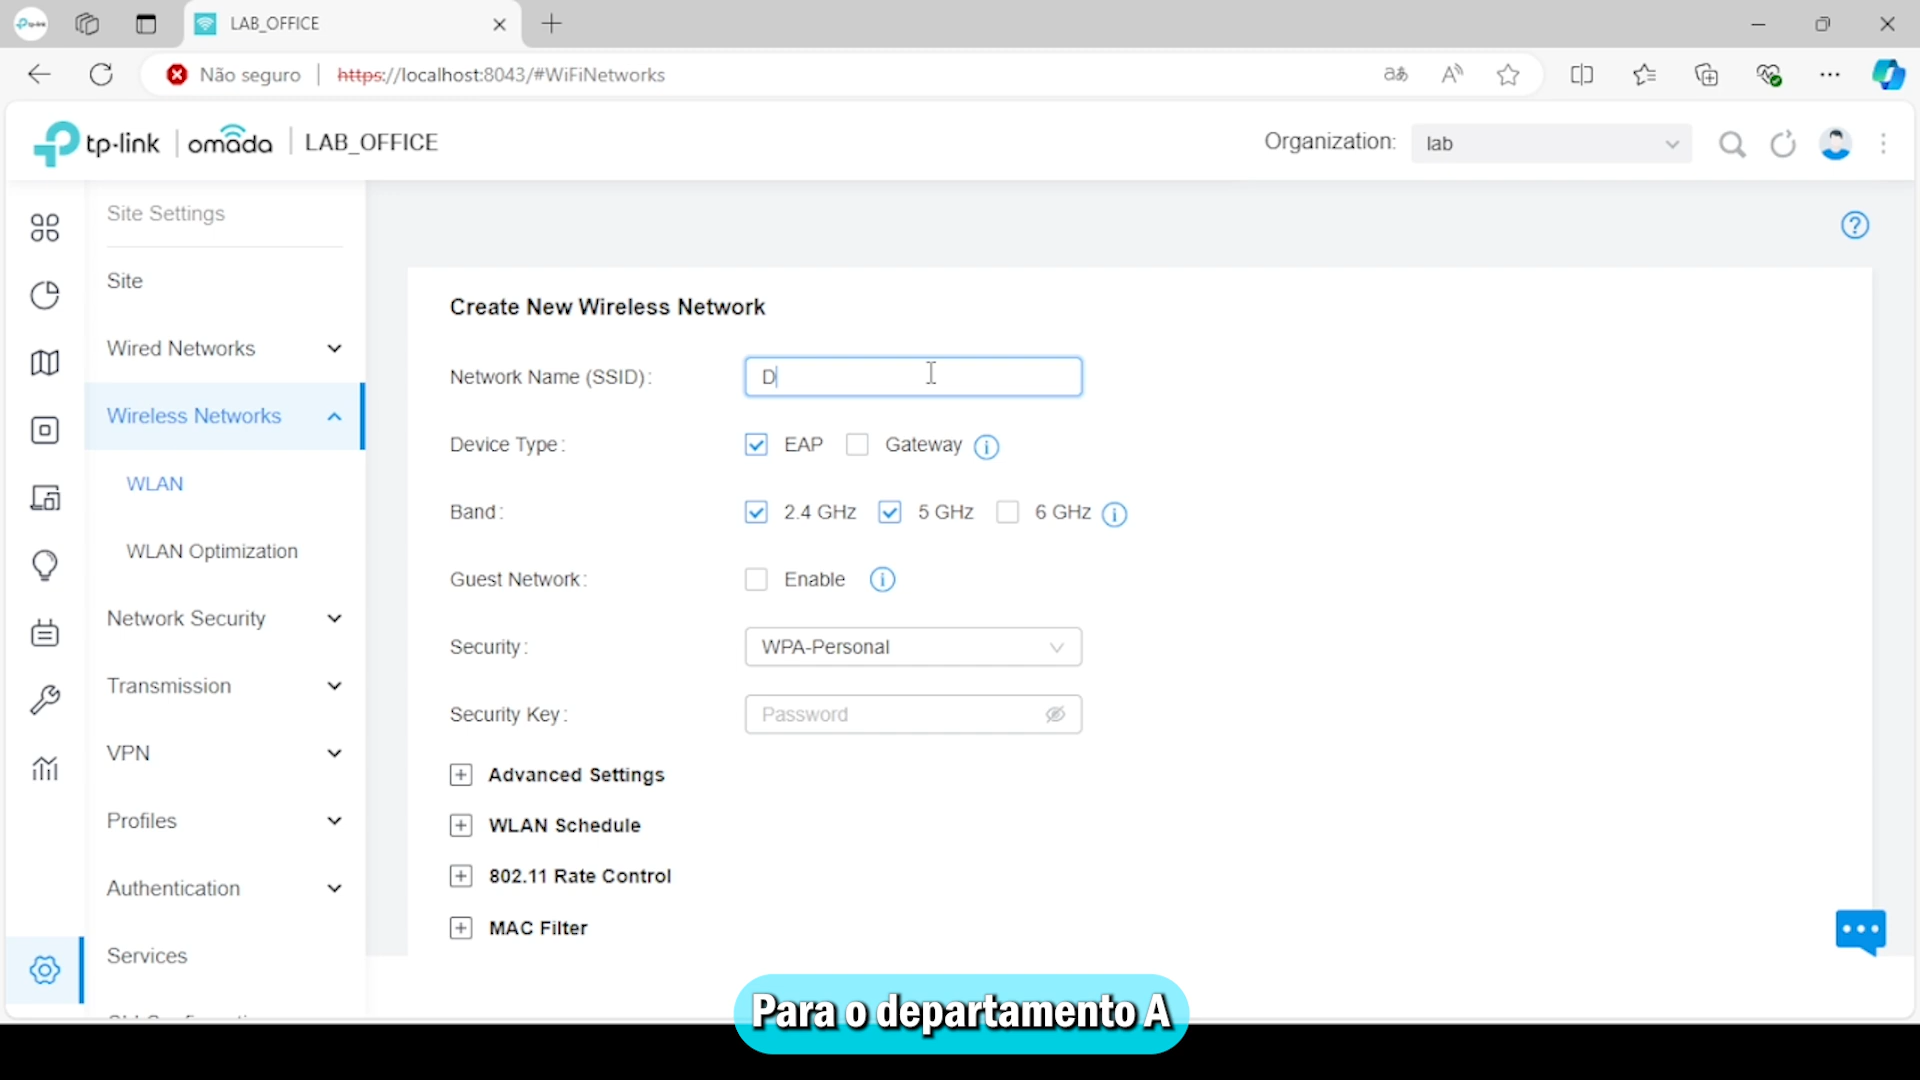 tp-link
LAB_OFFICE
Não seguro
https://localhost:8043/#WiFiNetworks
tp-link | omada | LAB_OFFICE
Organization: lab
Site Settings
Site
Wired Networks
Wireless Networks
WLAN
WLAN Optimization
Network Security
Transmission
VPN
Profiles
Authentication
Services
Create New Wireless Network
Network Name (SSID): D
Device Type: EAP Gateway
Band: 2.4 GHz 5 GHz 6 GHz
Guest Network: Enable
Security: WPA-Personal
Security Key: Password
Advanced Settings
WLAN Schedule
802.11 Rate Control
MAC Filter
Para o departamento A